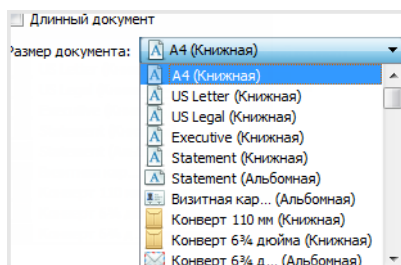 Длинный документ
Размер документа: A4 (Книжная)
A4 (Книжная)
US Letter (Книжная)
US Legal (Книжная)
Executive (Книжная)
Statement (Книжная)
Statement (Альбомная)
Визитная кар... (Альбомная)
Конверт 110 мм (Книжная)
Конверт 6¾ дюйма (Книжная)
Конверт 6¾ д... (Альбомная)